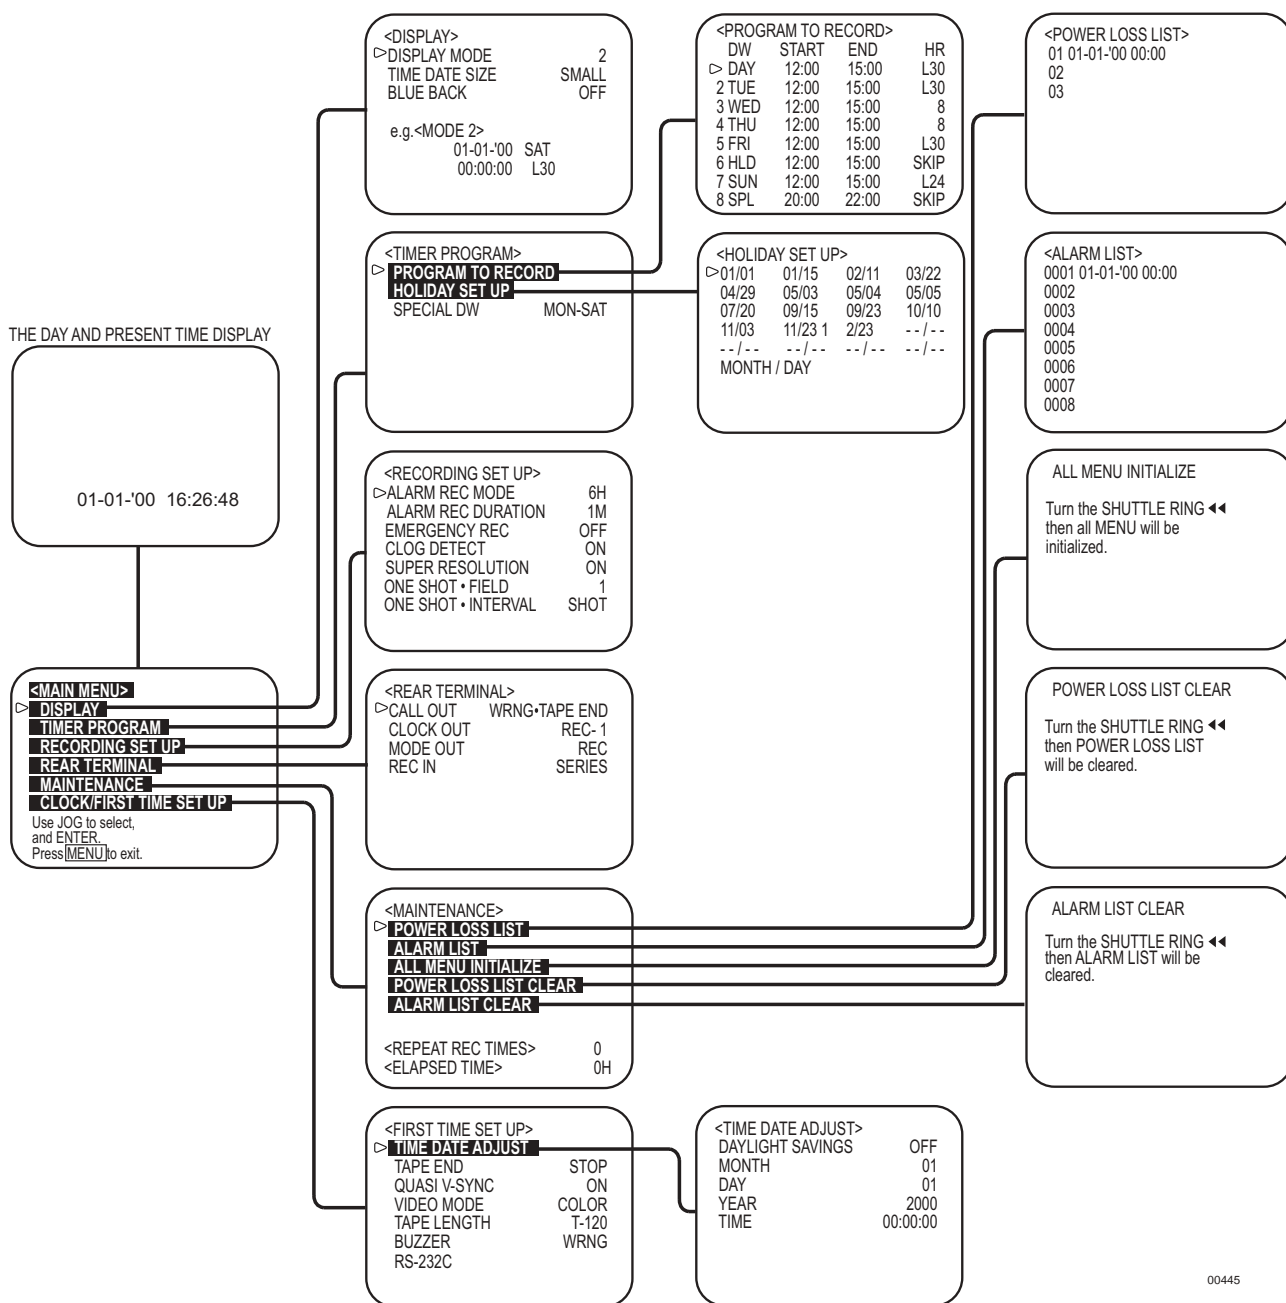 THE DAY AND PRESENT TIME DISPLAY
01-01-'00 16:26:48
<MAIN MENU>
DISPLAY
TIMER PROGRAM
RECORDING SET UP
REAR TERMINAL
MAINTENANCE
CLOCK/FIRST TIME SET UP
Use JOG to select,
and ENTER.
Press MENU to exit.
<DISPLAY>
DISPLAY MODE 2
TIME DATE SIZE SMALL
BLUE BACK OFF
e.g.<MODE 2>
01-01-'00 SAT
00:00:00 L30
<TIMER PROGRAM>
PROGRAM TO RECORD
HOLIDAY SET UP
SPECIAL DW MON-SAT
<RECORDING SET UP>
ALARM REC MODE 6H
ALARM REC DURATION 1M
EMERGENCY REC OFF
CLOG DETECT ON
SUPER RESOLUTION ON
ONE SHOT • FIELD 1
ONE SHOT • INTERVAL SHOT
<REAR TERMINAL>
CALL OUT WRNG•TAPE END
CLOCK OUT REC- 1
MODE OUT REC
REC IN SERIES
<MAINTENANCE>
POWER LOSS LIST
ALARM LIST
ALL MENU INITIALIZE
POWER LOSS LIST CLEAR
ALARM LIST CLEAR
<REPEAT REC TIMES> 0
<ELAPSED TIME> 0H
<FIRST TIME SET UP>
TIME DATE ADJUST
TAPE END STOP
QUASI V-SYNC ON
VIDEO MODE COLOR
TAPE LENGTH T-120
BUZZER WRNG
RS-232C
<PROGRAM TO RECORD>
DW START END HR
DAY 12:00 15:00 L30
2 TUE 12:00 15:00 L30
3 WED 12:00 15:00 8
4 THU 12:00 15:00 8
5 FRI 12:00 15:00 L30
6 HLD 12:00 15:00 SKIP
7 SUN 12:00 15:00 L24
8 SPL 20:00 22:00 SKIP
<HOLIDAY SET UP>
01/01 01/15 02/11 03/22
04/29 05/03 05/04 05/05
07/20 09/15 09/23 10/10
11/03 11/23 1 2/23 - - / - -
- - / - - - - / - - - - / - - - - / - -
MONTH / DAY
<TIME DATE ADJUST>
DAYLIGHT SAVINGS OFF
MONTH 01
DAY 01
YEAR 2000
TIME 00:00:00
<POWER LOSS LIST>
01 01-01-'00 00:00
02
03
<ALARM LIST>
0001 01-01-'00 00:00
0002
0003
0004
0005
0006
0007
0008
ALL MENU INITIALIZE
Turn the SHUTTLE RING ◀◀
then all MENU will be
initialized.
POWER LOSS LIST CLEAR
Turn the SHUTTLE RING ◀◀
then POWER LOSS LIST
will be cleared.
ALARM LIST CLEAR
Turn the SHUTTLE RING ◀◀
then ALARM LIST will be
cleared.
00445